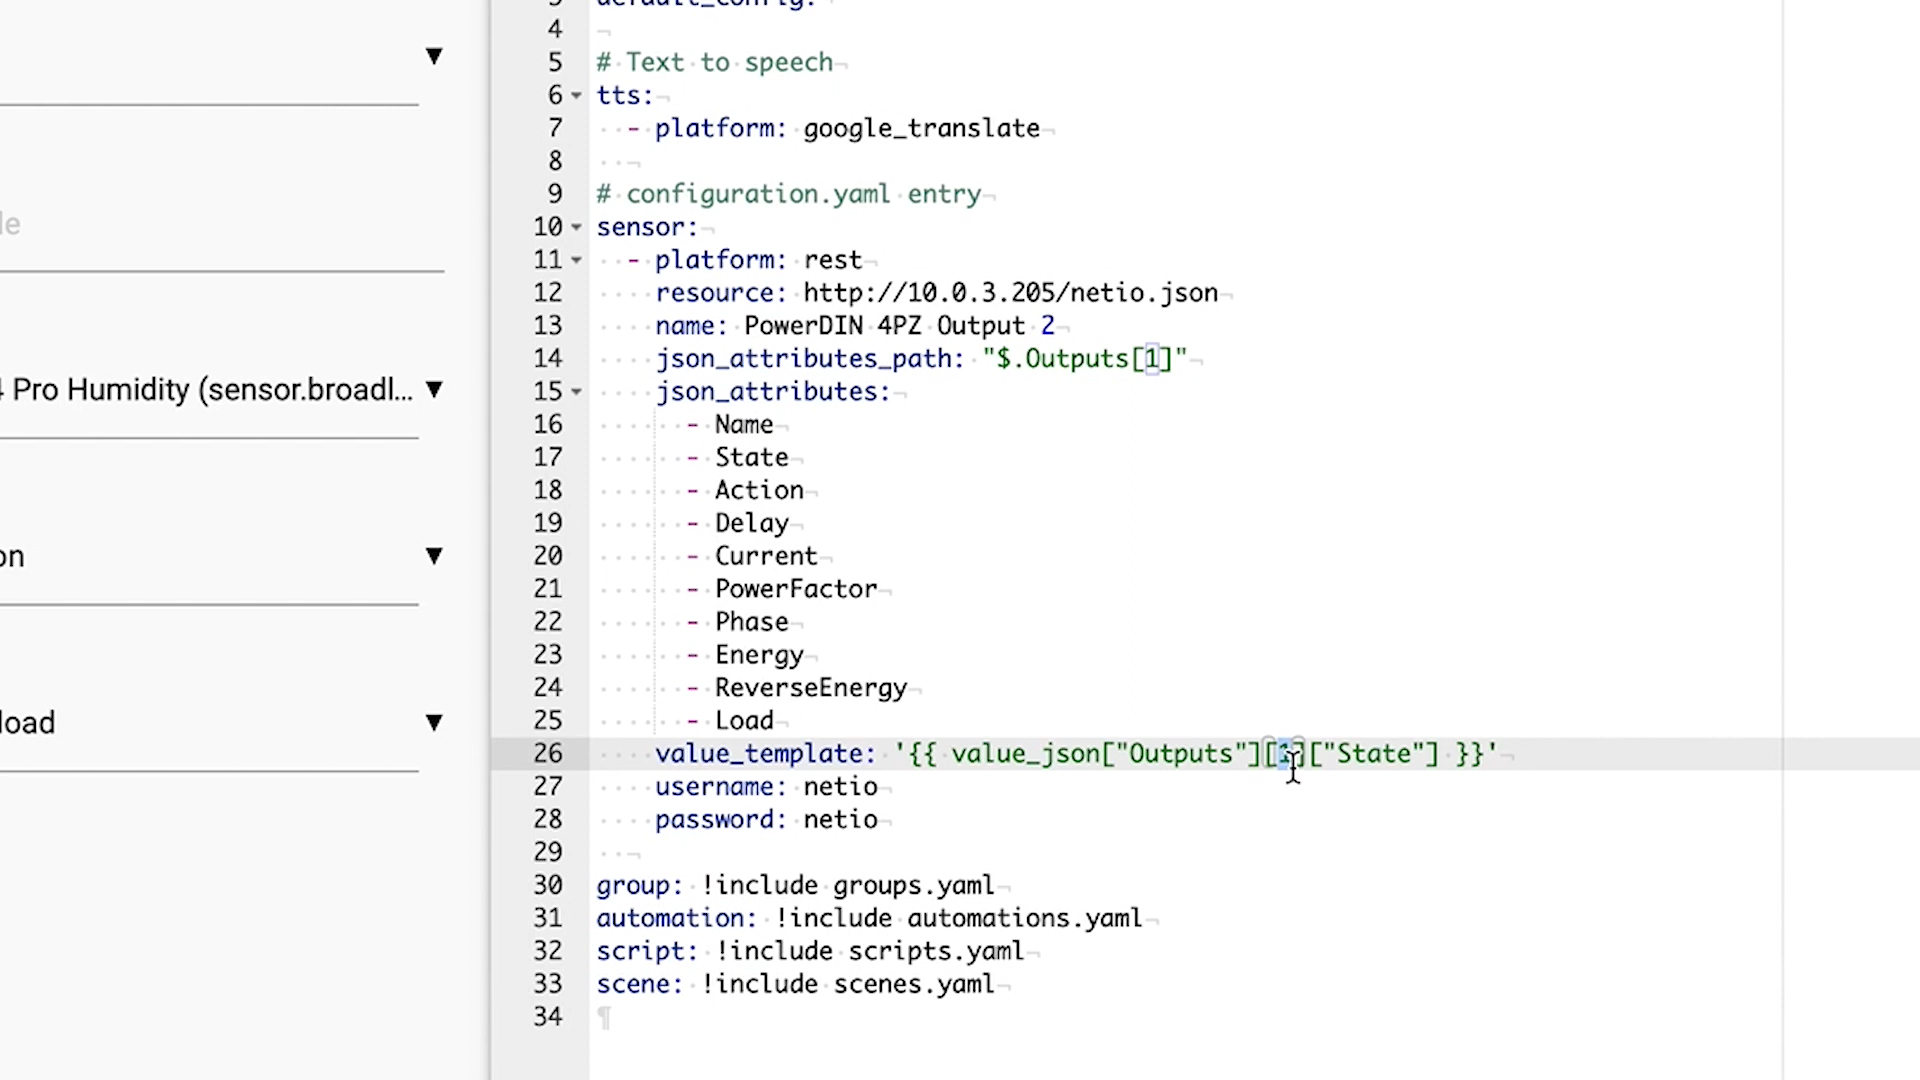 de
4 Pro Humidity (sensor.broadl...
on
load
3 default_config:
4
5 # Text to speech
6 tts:
7 - platform: google_translate
8
9 # configuration.yaml entry
10 sensor:
11 - platform: rest
12 resource: http://10.0.3.205/netio.json
13 name: PowerDIN 4PZ Output 2
14 json_attributes_path: "$.Outputs[1]"
15 json_attributes:
16 - Name
17 - State
18 - Action
19 - Delay
20 - Current
21 - PowerFactor
22 - Phase
23 - Energy
24 - ReverseEnergy
25 - Load
26 value_template: '{{ value_json["Outputs"][1]["State"] }}'
27 username: netio
28 password: netio
29
30 group: !include groups.yaml
31 automation: !include automations.yaml
32 script: !include scripts.yaml
33 scene: !include scenes.yaml
34